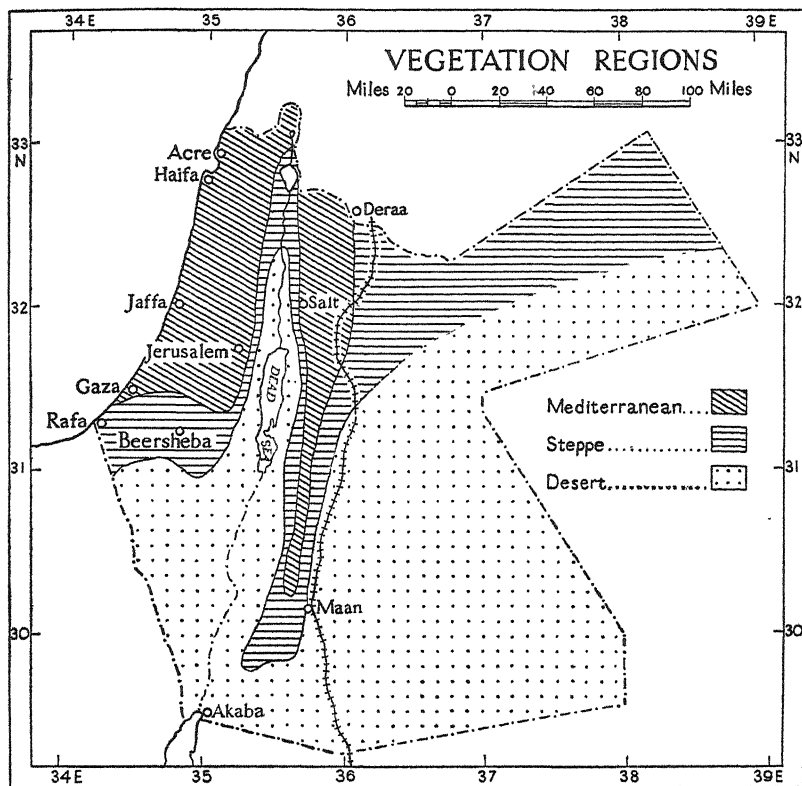 34E 35 36 37 38 39E
VEGETATION REGIONS
Miles 20 0 20 40 60 80 100 Miles
33
N
33
N
Acre
Haifa
Deraa
Jaffa
Salt
32
32
Jerusalem
DEAD
SEA
Gaza
Rafa
Beersheba
Mediterranean....
Steppe
Desert
31
31
Maan
30
30
Akaba
34E 35 36 37 38 39E